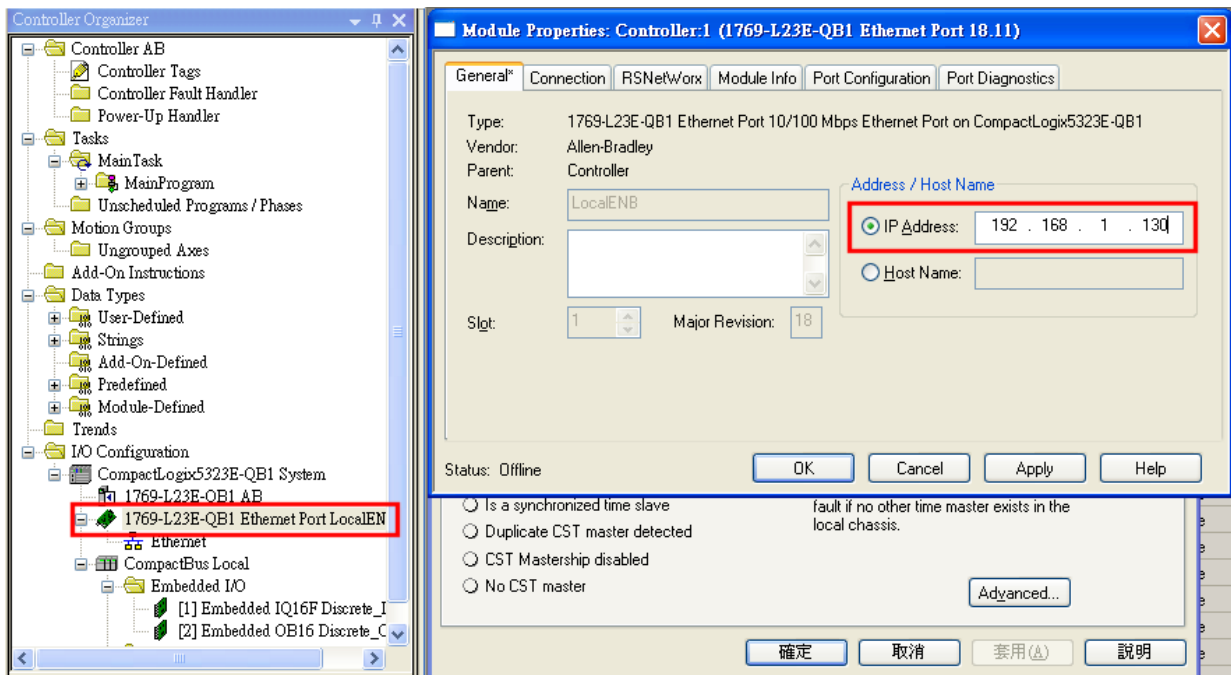 Controller Organizer
Controller AB
Controller Tags
Controller Fault Handler
Power-Up Handler
Tasks
MainTask
MainProgram
Unscheduled Programs / Phases
Motion Groups
Ungrouped Axes
Add-On Instructions
Data Types
User-Defined
Strings
Add-On-Defined
Predefined
Module-Defined
Trends
I/O Configuration
CompactLogix5323E-QB1 System
1769-L23E-QB1 AB
1769-L23E-QB1 Ethernet Port LocalEN
Ethernet
CompactBus Local
Embedded I/O
[1] Embedded IQ16F Discrete_I
[2] Embedded OB16 Discrete_
Module Properties: Controller:1 (1769-L23E-QB1 Ethernet Port 18.11)
General* Connection RSNetWorx Module Info Port Configuration Port Diagnostics
Type: 1769-L23E-QB1 Ethernet Port 10/100 Mbps Ethernet Port on CompactLogix5323E-QB1
Vendor: Allen-Bradley
Parent: Controller
Name: LocalENB
Description:
Address / Host Name
IP Address: 192 . 168 . 1 . 130
Host Name:
Slot: 1 Major Revision: 18
Status: Offline OK Cancel Apply Help
Is a synchronized time slave
Duplicate CST master detected
CST Mastership disabled
No CST master
fault if no other time master exists in the
local chassis.
Advanced...
確定 取消 套用(A) 說明